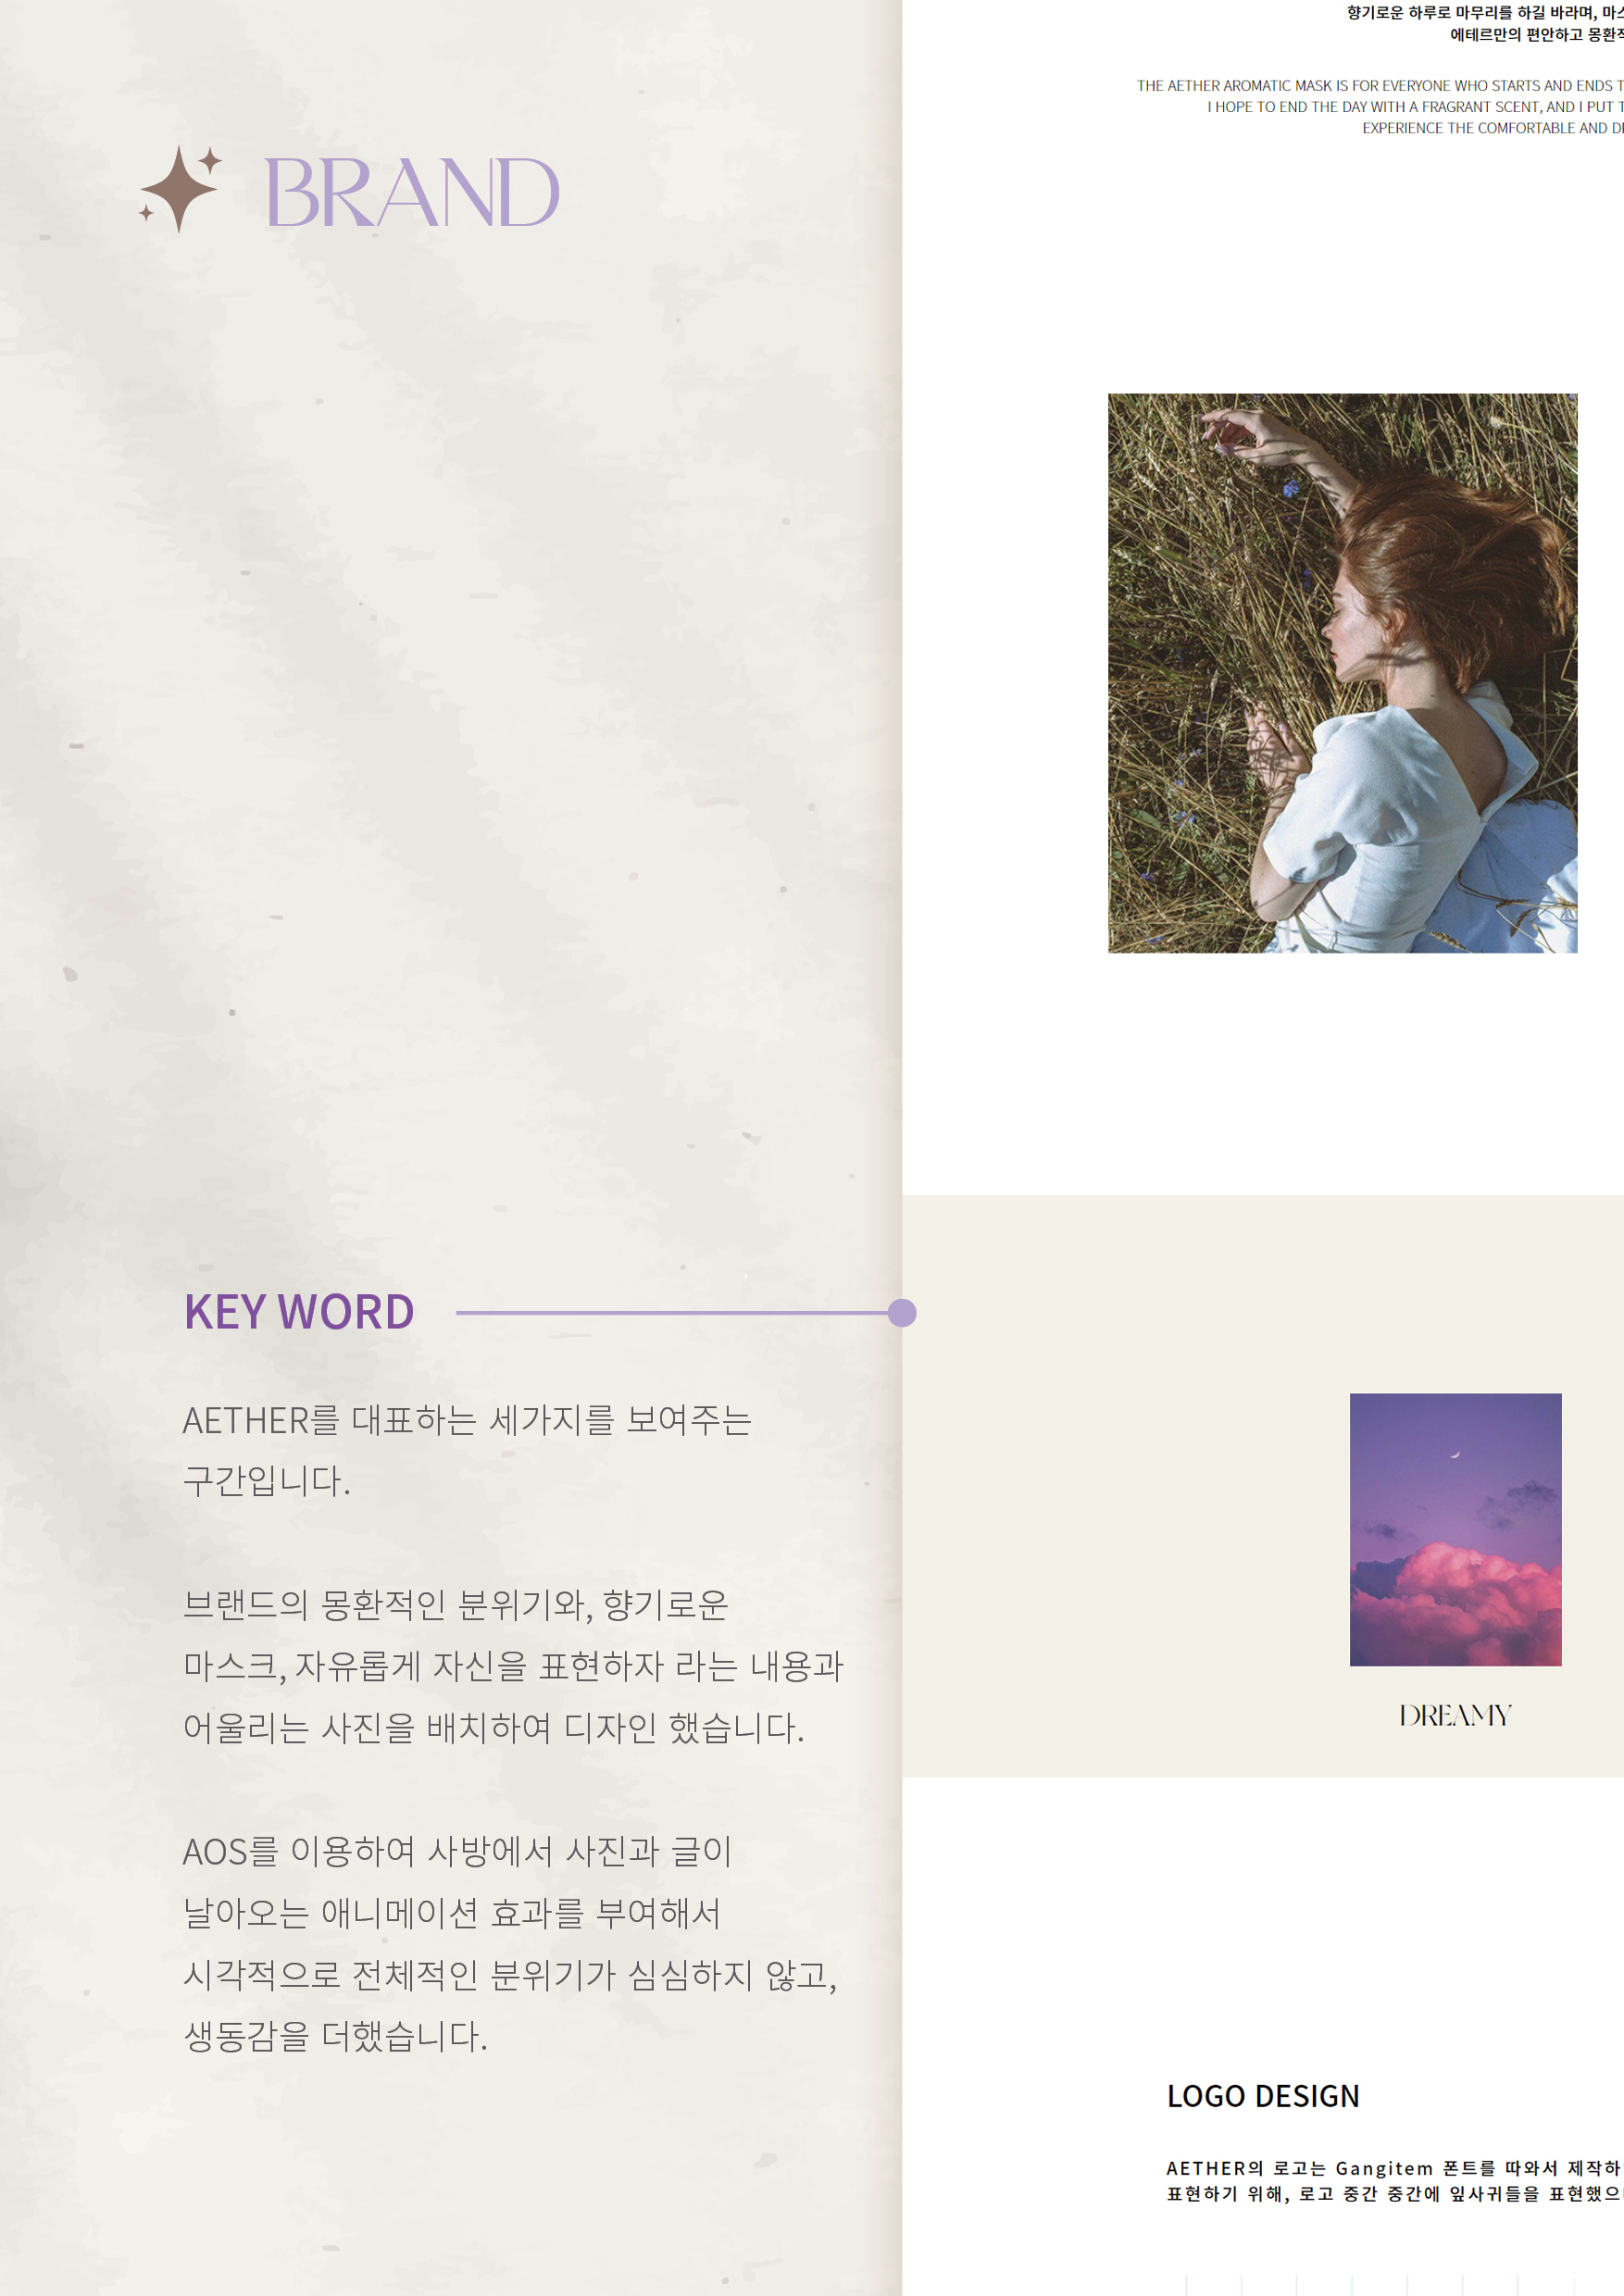 BRAND
KEY WORD
AETHER를 대표하는 세가지를 보여주는
구간입니다.
브랜드의 몽환적인 분위기와, 향기로운
마스크, 자유롭게 자신을 표현하자 라는 내용과
어울리는 사진을 배치하여 디자인 했습니다.
AOS를 이용하여 사방에서 사진과 글이
날아오는 애니메이션 효과를 부여해서
시각적으로 전체적인 분위기가 심심하지 않고,
생동감을 더했습니다.
향기로운 하루로 마무리를 하길 바라며,
에테르만의 편안하고
THE AETHER AROMATIC MASK IS FOR EVERYONE WHO STARTS AND ENDS
I HOPE TO END THE DAY WITH A FRAGRANT SCENT, AND I PUT
EXPERIENCE THE COMFORTABLE AND
DREAMY
LOGO DESIGN
AETHER의 로고는 Gangitem 폰트를 따와서 제작하
표현하기 위해, 로고 중간 중간에 잎사귀들을 표현했으